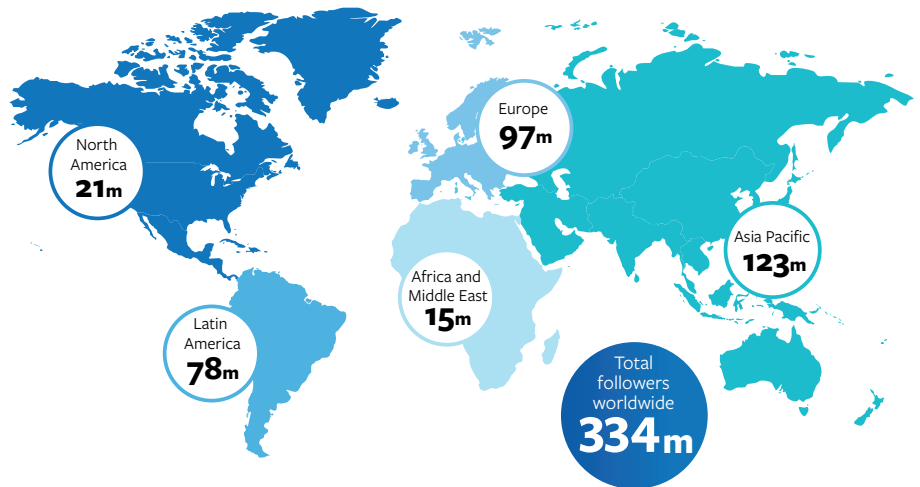 North
America
21m
Europe
97m
Asia Pacific
123m
Africa and
Middle East
15m
Latin
America
78m
Total
followers
worldwide
334m